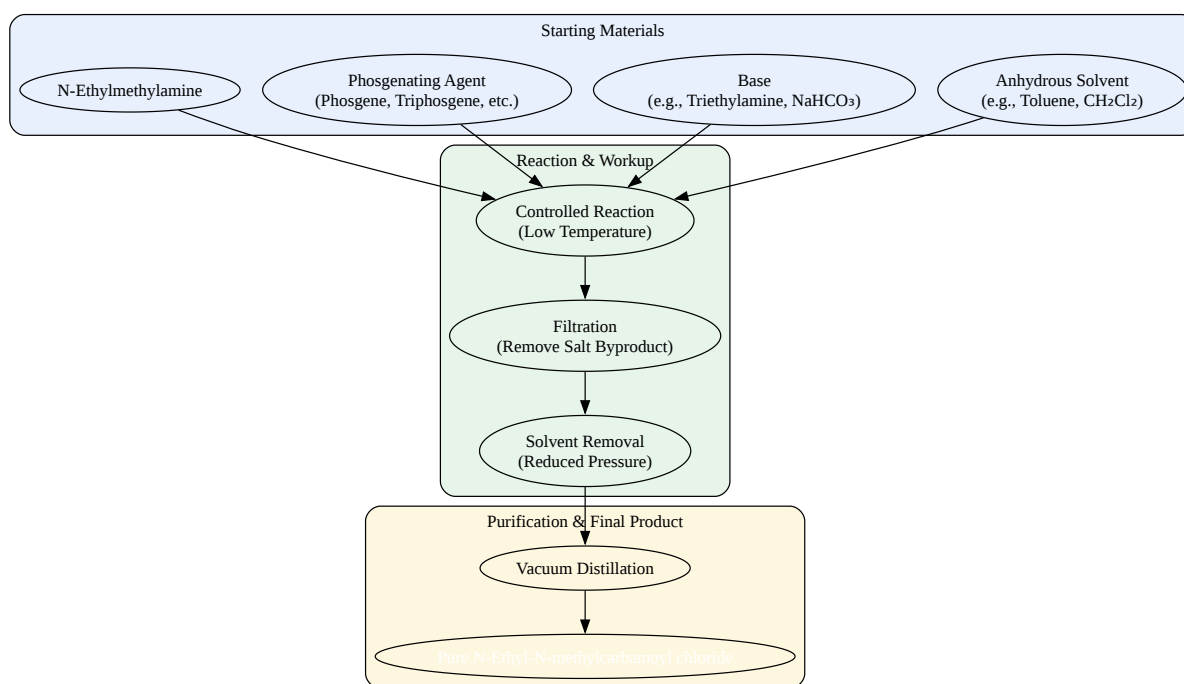 Starting Materials
N-Ethylmethylamine
Phosgenating Agent
(Phosgene, Triphosgene, etc.)
Base
(e.g., Triethylamine, NaHCO₃)
Anhydrous Solvent
(e.g., Toluene, CH₂Cl₂)
Reaction & Workup
Controlled Reaction
(Low Temperature)
Filtration
(Remove Salt Byproduct)
Solvent Removal
(Reduced Pressure)
Purification & Final Product
Vacuum Distillation
Pure N-Ethyl-N-methylcarbamoyl chloride